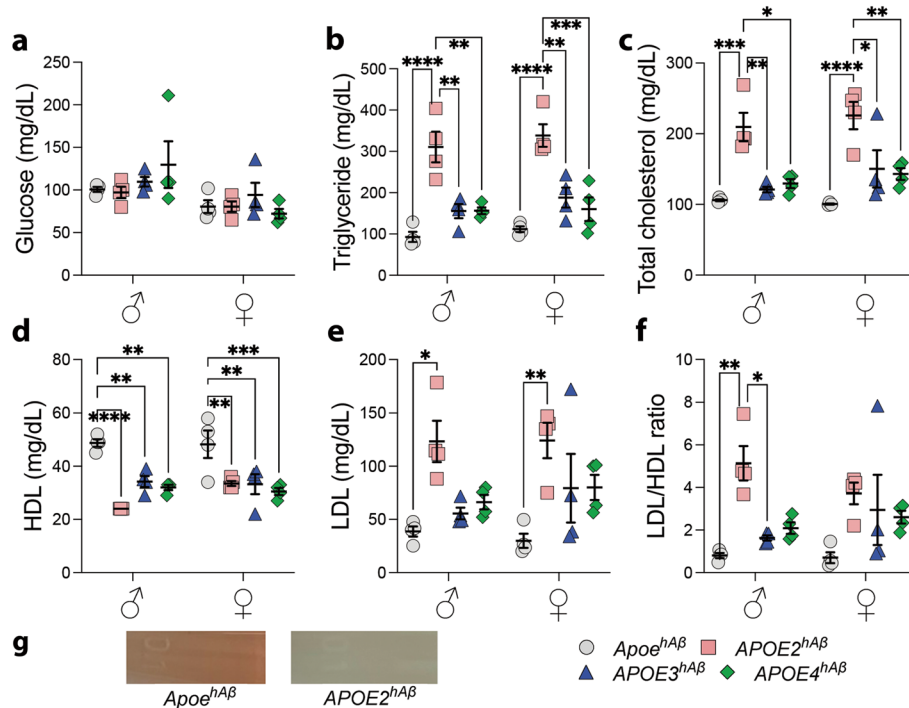 a
Glucose (mg/dL)
250
200
150
100
50
0
♂ ♀
b
Triglyceride (mg/dL)
500
400
300
200
100
0
**** ** ** **** ** ***
♂ ♀
c
Total cholesterol (mg/dL)
300
200
100
0
*** ** * **** * **
♂ ♀
d
HDL (mg/dL)
80
60
40
20
0
**** ** ** ** ** ***
♂ ♀
e
LDL (mg/dL)
200
150
100
50
0
* **
♂ ♀
f
LDL/HDL ratio
10
8
6
4
2
0
** *
♂ ♀
g
Apoe^hAβ APOE2^hAβ
Apoe^hAβ APOE2^hAβ
APOE3^hAβ APOE4^hAβ